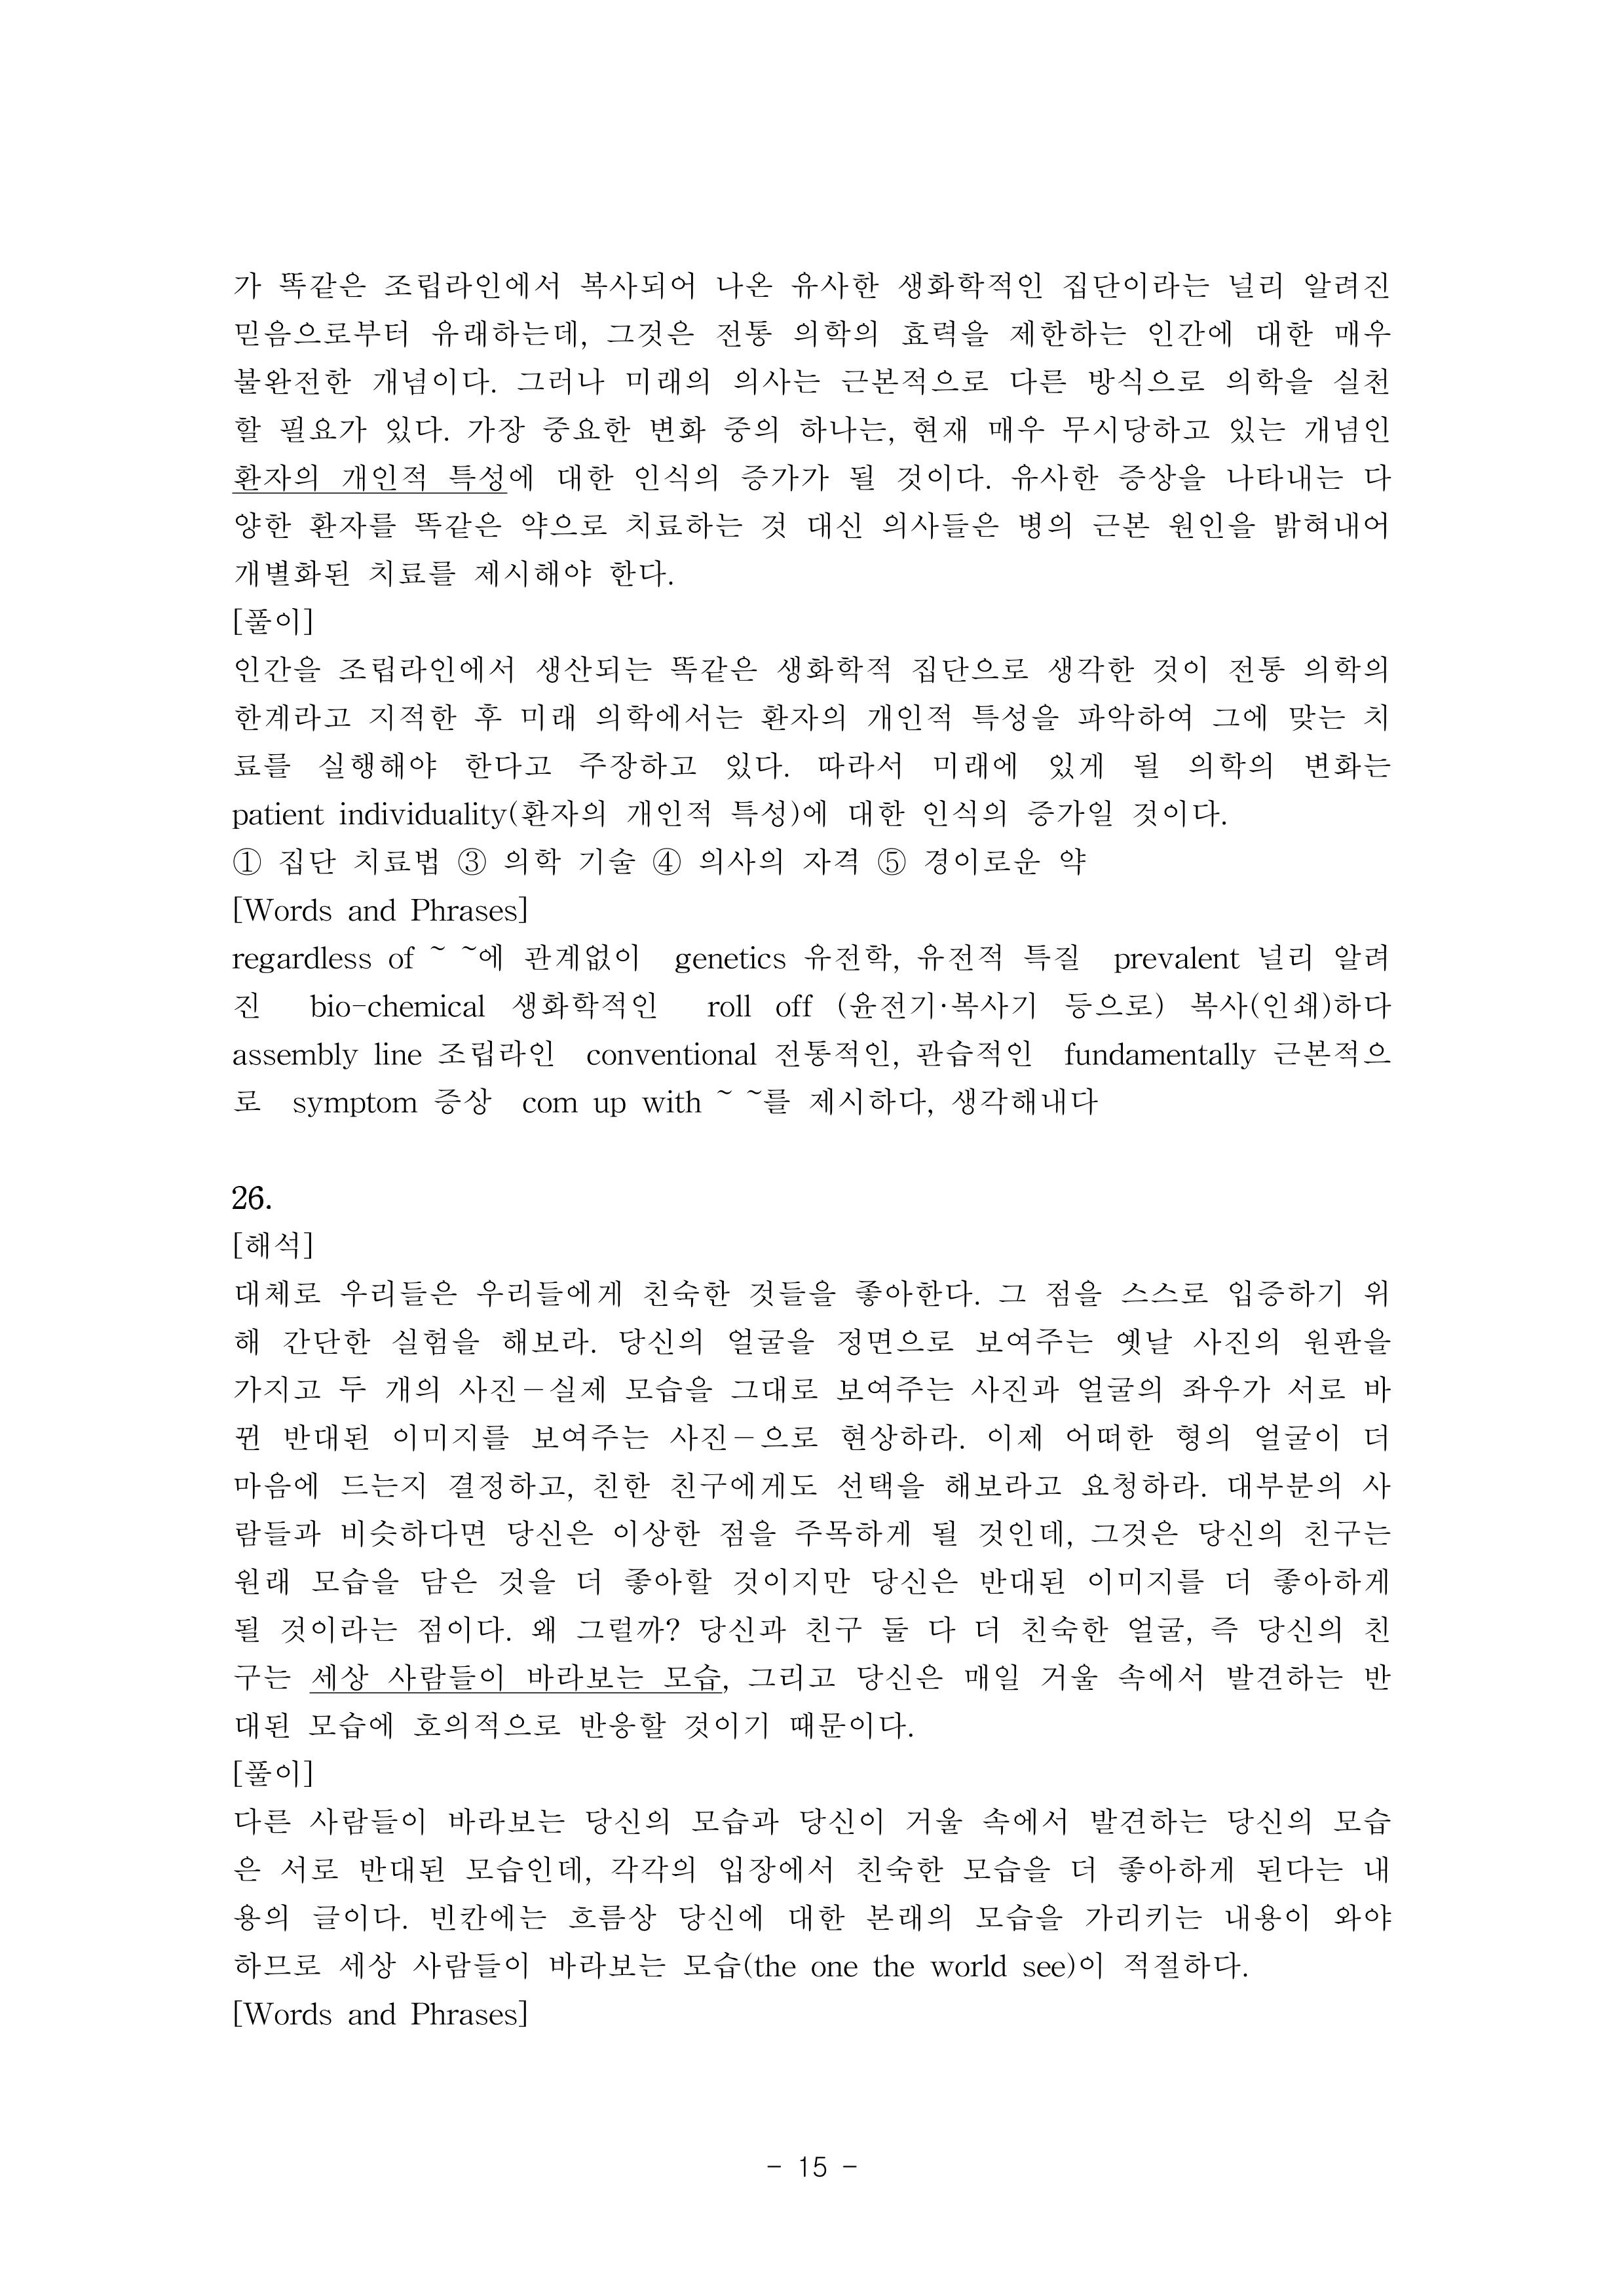 가 똑같은 조립라인에서 복사되어 나온 유사한 생화학적인 집단이라는 널리 알려진
믿음으로부터 유래하는데, 그것은 전통 의학의 효력을 제한하는 인간에 대한 매우
불완전한 개념이다. 그러나 미래의 의사는 근본적으로 다른 방식으로 의학을 실천
할 필요가 있다. 가장 중요한 변화 중의 하나는, 현재 매우 무시당하고 있는 개념인
환자의 개인적 특성에 대한 인식의 증가가 될 것이다. 유사한 증상을 나타내는 다
양한 환자를 똑같은 약으로 치료하는 것 대신 의사들은 병의 근본 원인을 밝혀내어
개별화된 치료를 제시해야 한다.
[풀이]
인간을 조립라인에서 생산되는 똑같은 생화학적 집단으로 생각한 것이 전통 의학의
한계라고 지적한 후 미래 의학에서는 환자의 개인적 특성을 파악하여 그에 맞는 치
료를 실행해야 한다고 주장하고 있다. 따라서 미래에 있게 될 의학의 변화는
patient individuality(환자의 개인적 특성)에 대한 인식의 증가일 것이다.
① 집단 치료법 ③ 의학 기술 ④ 의사의 자격 ⑤ 경이로운 약
[Words and Phrases]
regardless of ~ ~에 관계없이 genetics 유전학, 유전적 특질 prevalent 널리 알려
진 bio-chemical 생화학적인 roll off (윤전기·복사기 등으로) 복사(인쇄)하다
assembly line 조립라인 conventional 전통적인, 관습적인 fundamentally 근본적으
로 symptom 증상 com up with ~ ~를 제시하다, 생각해내다
26.
[해석]
대체로 우리들은 우리들에게 친숙한 것들을 좋아한다. 그 점을 스스로 입증하기 위
해 간단한 실험을 해보라. 당신의 얼굴을 정면으로 보여주는 옛날 사진의 원판을
가지고 두 개의 사진－실제 모습을 그대로 보여주는 사진과 얼굴의 좌우가 서로 바
뀐 반대된 이미지를 보여주는 사진－으로 현상하라. 이제 어떠한 형의 얼굴이 더
마음에 드는지 결정하고, 친한 친구에게도 선택을 해보라고 요청하라. 대부분의 사
람들과 비슷하다면 당신은 이상한 점을 주목하게 될 것인데, 그것은 당신의 친구는
원래 모습을 담은 것을 더 좋아할 것이지만 당신은 반대된 이미지를 더 좋아하게
될 것이라는 점이다. 왜 그럴까? 당신과 친구 둘 다 더 친숙한 얼굴, 즉 당신의 친
구는 세상 사람들이 바라보는 모습, 그리고 당신은 매일 거울 속에서 발견하는 반
대된 모습에 호의적으로 반응할 것이기 때문이다.
[풀이]
다른 사람들이 바라보는 당신의 모습과 당신이 거울 속에서 발견하는 당신의 모습
은 서로 반대된 모습인데, 각각의 입장에서 친숙한 모습을 더 좋아하게 된다는 내
용의 글이다. 빈칸에는 흐름상 당신에 대한 본래의 모습을 가리키는 내용이 와야
하므로 세상 사람들이 바라보는 모습(the one the world see)이 적절하다.
[Words and Phrases]
- 15 -